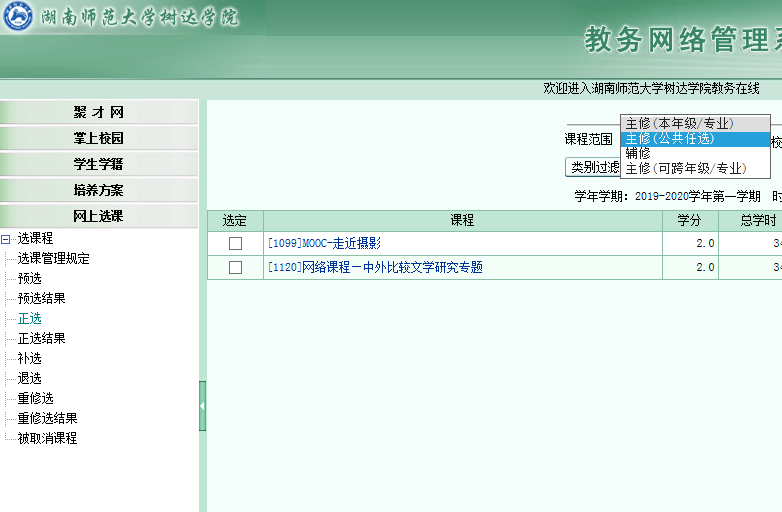 湖南师范大学树达学院
教务网络管理系
欢迎进入湖南师范大学树达学院教务在线
聚 才 网
掌上校园
学生学籍
培养方案
网上选课
选课程
选课管理规定
预选
预选结果
正选
正选结果
补选
退选
重修选
重修选结果
被取消课程
课程范围
主修(本年级/专业)
主修(公共任选)
辅修
主修(可跨年级/专业)
校
类别过滤
学年学期：2019-2020学年第一学期 时
选定 课程 学分 总学时
[1099]MOOC-走近摄影 2.0 34
[1120]网络课程－中外比较文学研究专题 2.0 34